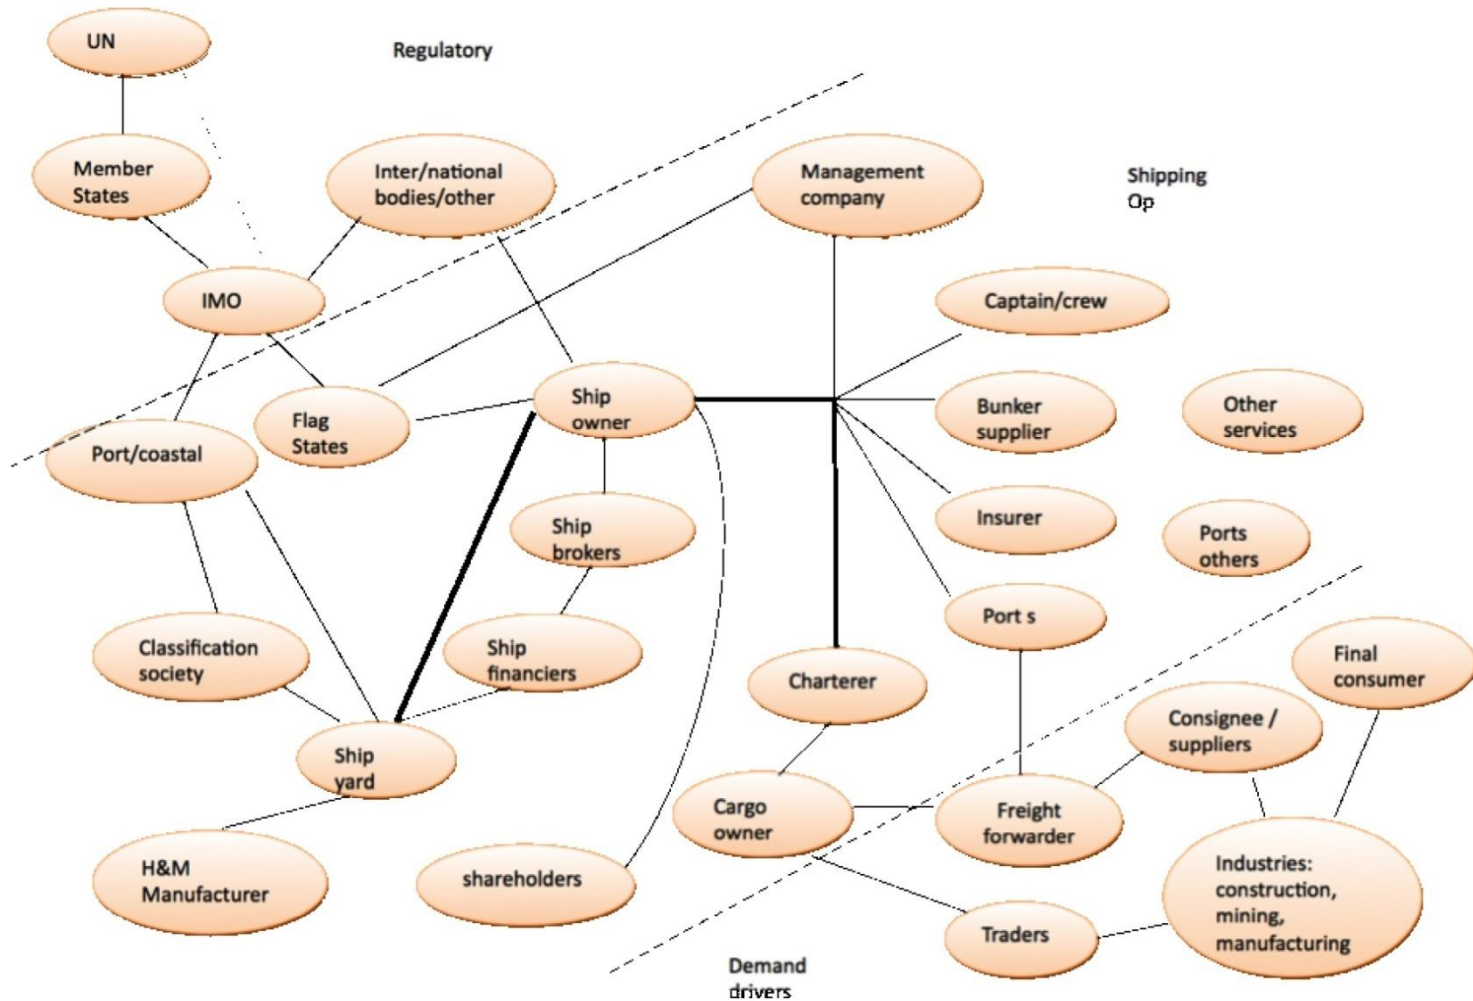 UN
Regulatory
Member
States
Inter/national
bodies/other
Management
company
Shipping
Op
IMO
Captain/crew
Ship
owner
Flag
States
Bunker
supplier
Other
services
Port/coastal
Ship
brokers
Insurer
Ports
others
Port s
Classification
society
Ship
financiers
Charterer
Final
consumer
Consignee /
suppliers
Ship
yard
Cargo
owner
Freight
forwarder
H&M
Manufacturer
shareholders
Industries:
construction,
mining,
manufacturing
Traders
Demand
drivers